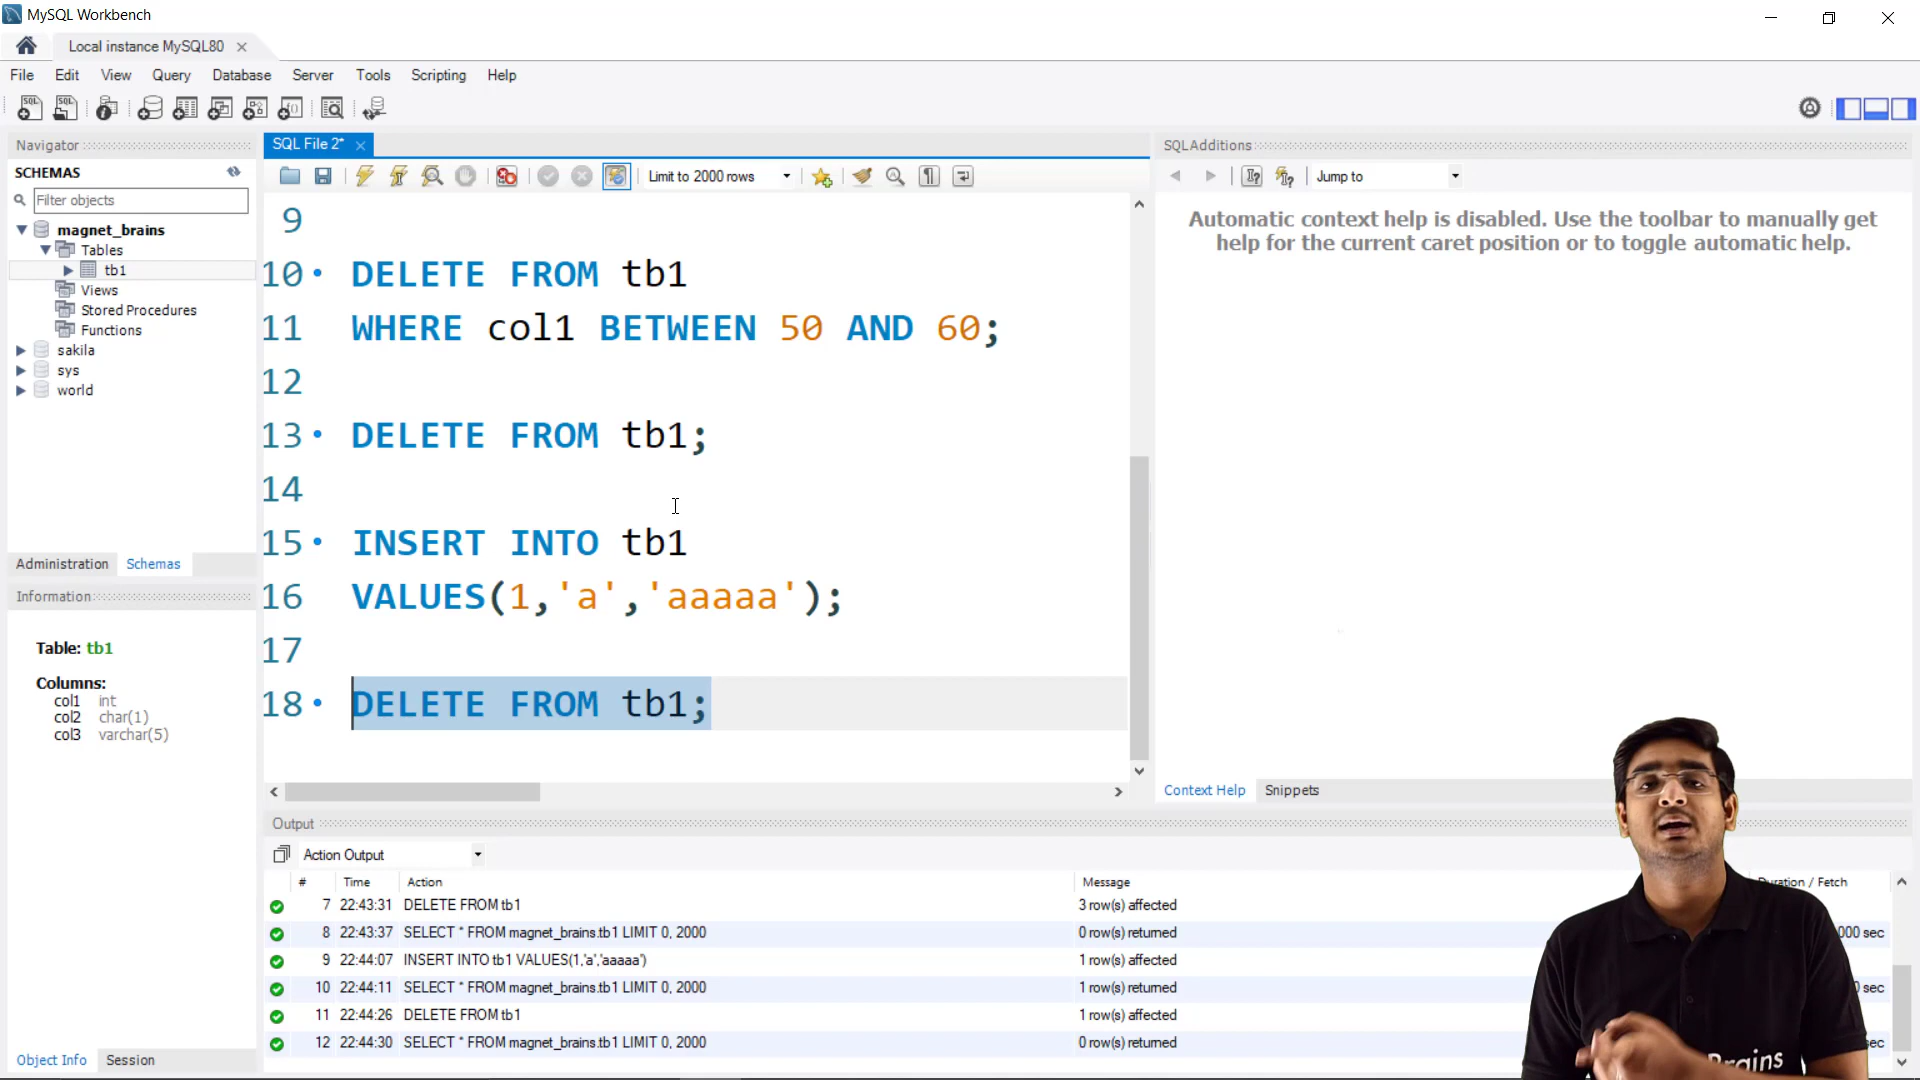 MySQL Workbench
Local instance MySQL80
File Edit View Query Database Server Tools Scripting Help
Navigator
SCHEMAS
Filter objects
magnet_brains
Tables
tb1
Views
Stored Procedures
Functions
sakila
sys
world
Administration Schemas
Information
Table: tb1
Columns:
col1 int
col2 char(1)
col3 varchar(5)
Object Info Session
SQL File 2*
Limit to 2000 rows
9
10 DELETE FROM tb1
11 WHERE col1 BETWEEN 50 AND 60;
12
13 DELETE FROM tb1;
14
15 INSERT INTO tb1
16 VALUES(1,'a','aaaaa');
17
18 DELETE FROM tb1;
SQLAdditions
Jump to
Automatic context help is disabled. Use the toolbar to manually get
help for the current caret position or to toggle automatic help.
Context Help Snippets
Output
Action Output
# Time Action Message Duration / Fetch
7 22:43:31 DELETE FROM tb1 3 row(s) affected
8 22:43:37 SELECT * FROM magnet_brains.tb1 LIMIT 0, 2000 0 row(s) returned 000 sec
9 22:44:07 INSERT INTO tb1 VALUES(1,'a','aaaaa') 1 row(s) affected
10 22:44:11 SELECT * FROM magnet_brains.tb1 LIMIT 0, 2000 1 row(s) returned sec
11 22:44:26 DELETE FROM tb1 1 row(s) affected
12 22:44:30 SELECT * FROM magnet_brains.tb1 LIMIT 0, 2000 0 row(s) returned sec
Brains